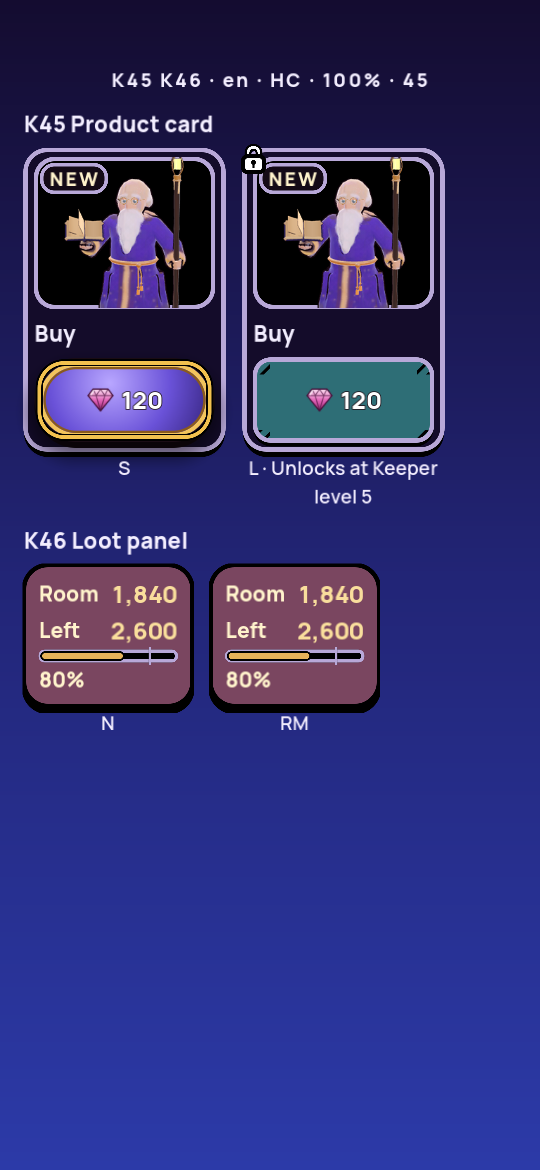 K45 K46 · en · HC · 100% · 45
K45 Product card
NEW
Buy
120
S
NEW
Buy
120
L · Unlocks at Keeper
level 5
K46 Loot panel
Room 1,840
Left 2,600
80%
N
Room 1,840
Left 2,600
80%
RM